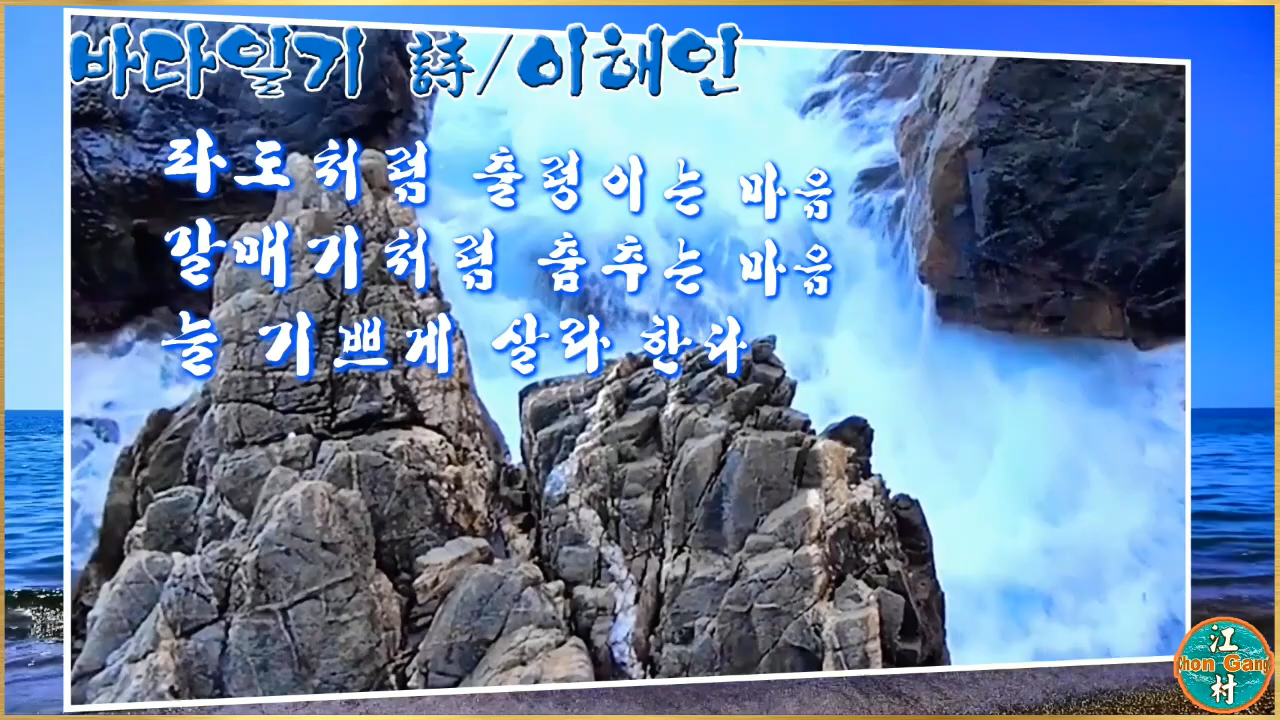 바다일기 詩/이해인
파도처럼 출렁이는 마음
갈매기처럼 춤추는 마음
늘 기쁘게 살라 한다
江
Chon Gang
村